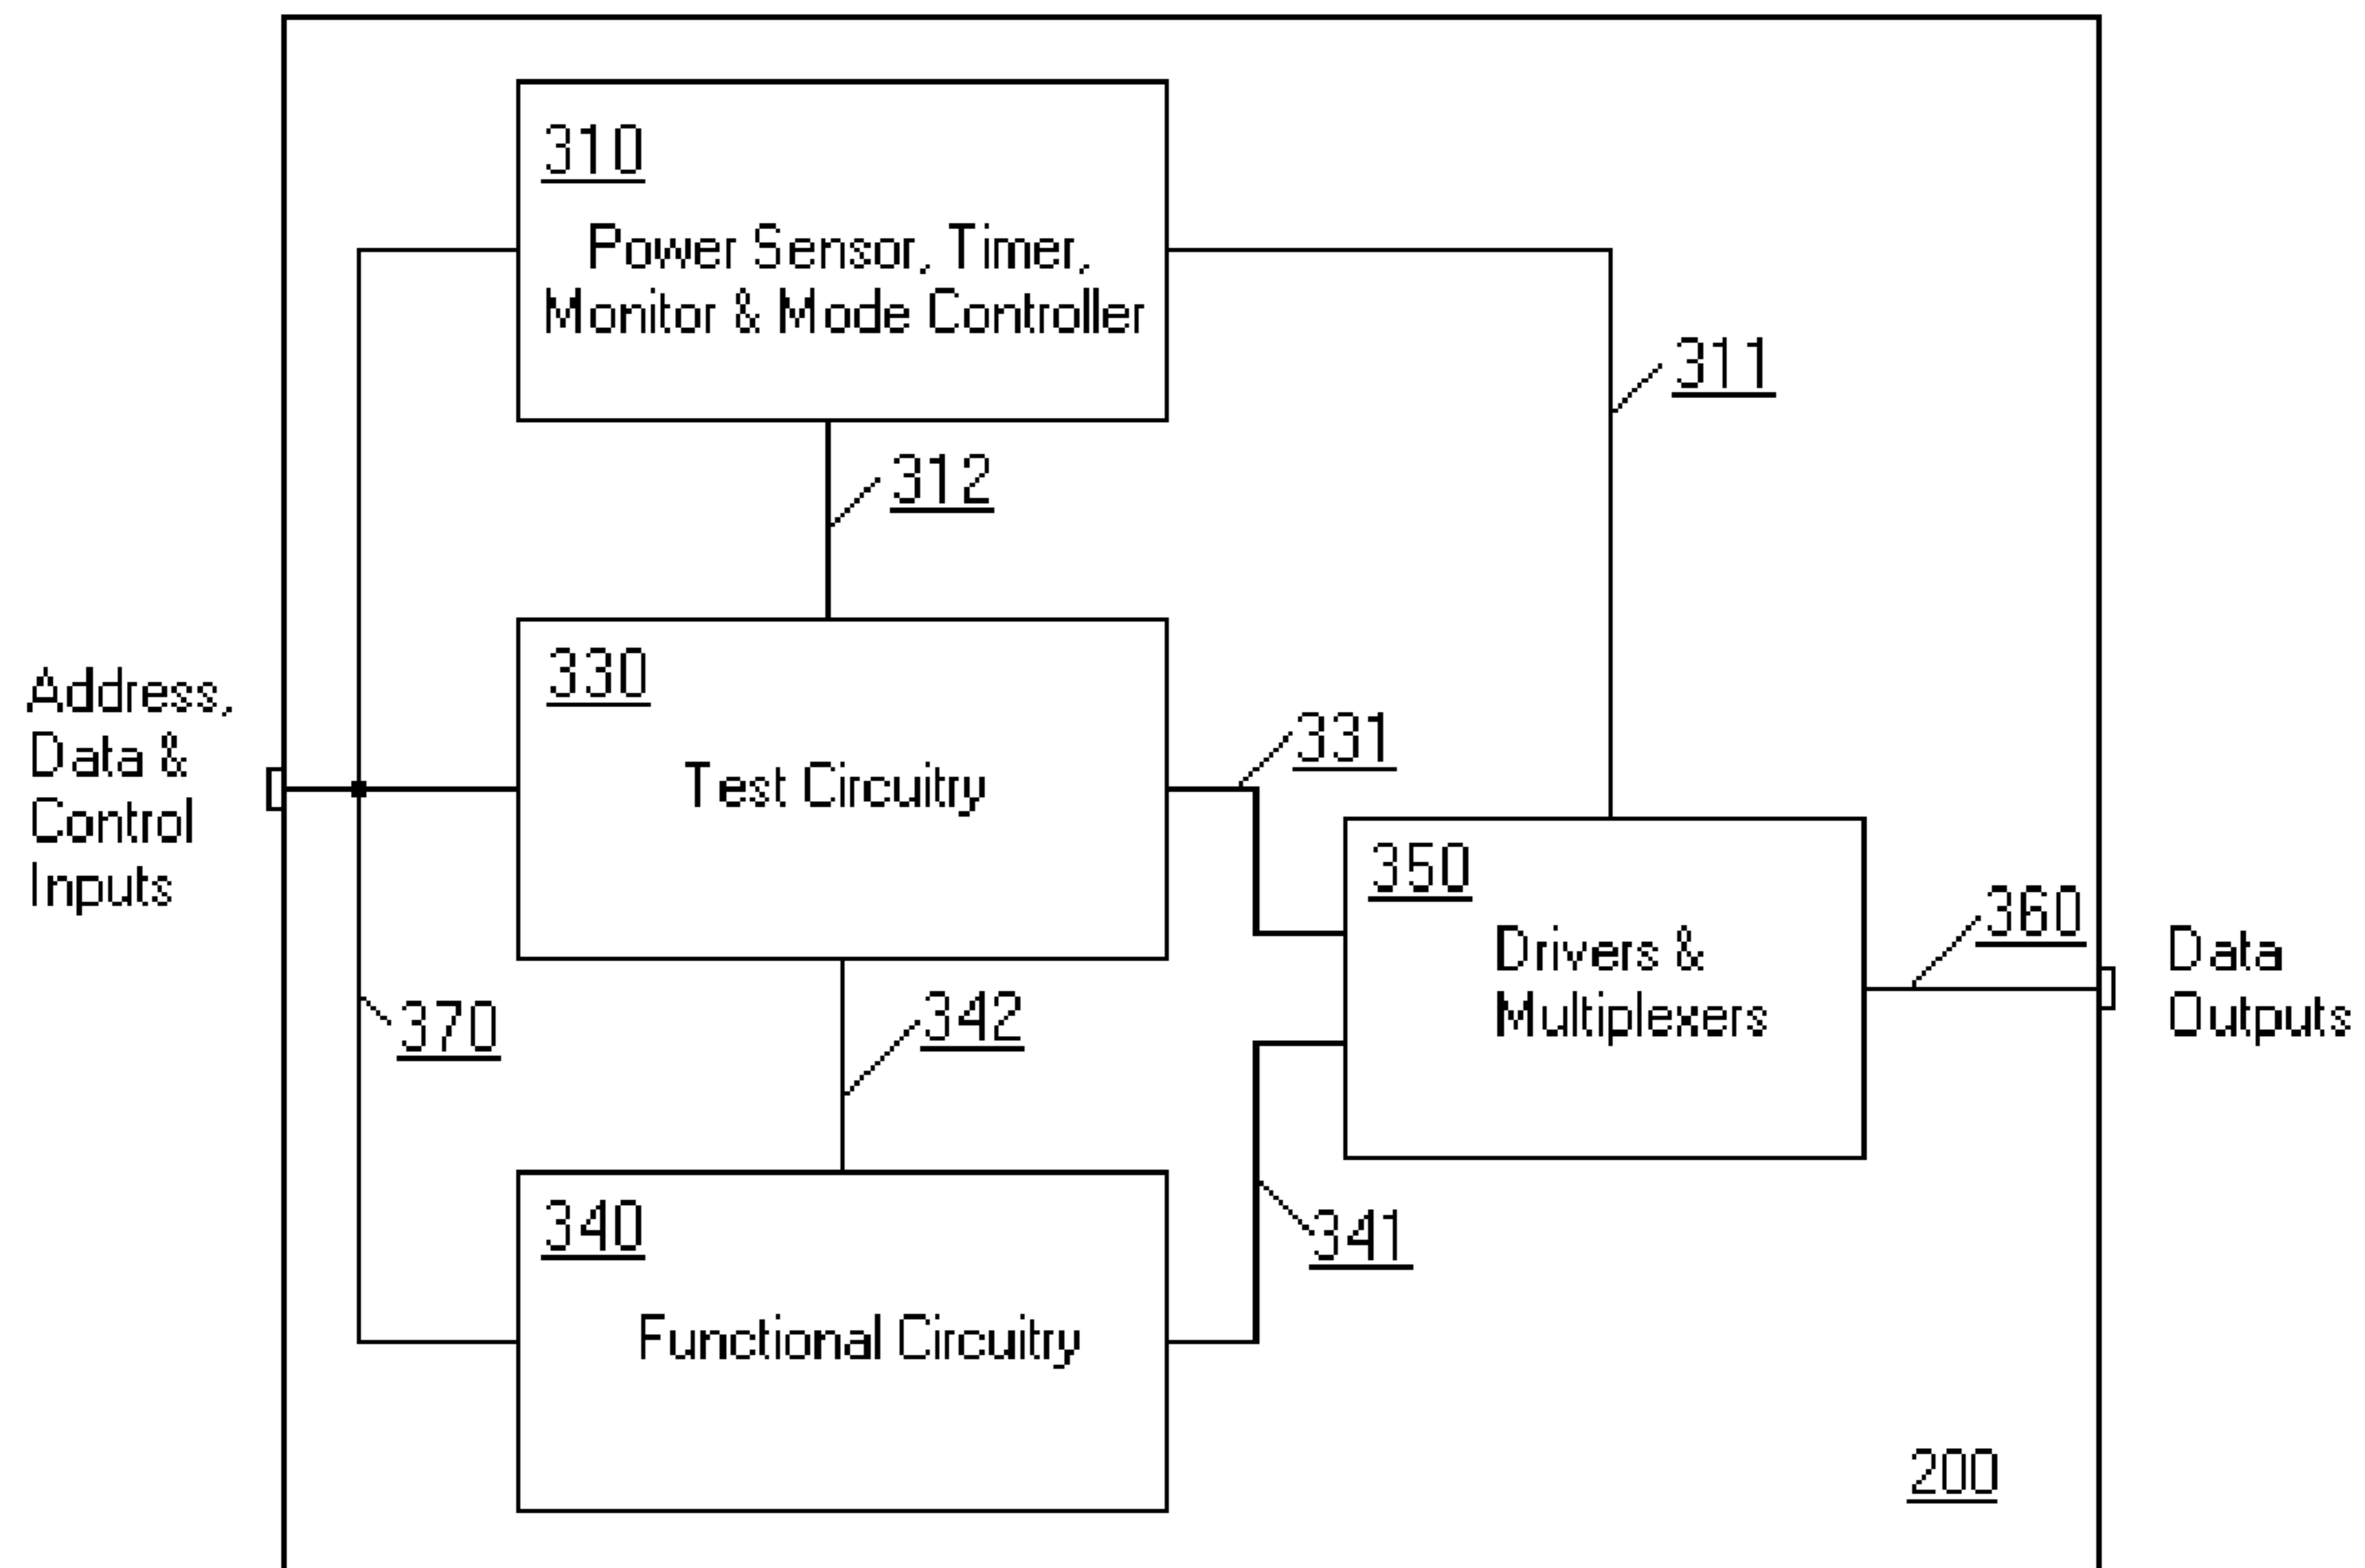 310
Power Sensor, Timer,
Monitor & Mode Controller
311
312
330
Test Circuitry
331
Address,
Data &
Control
Inputs
350
Drivers &
Multiplexers
360
Data
Outputs
370
342
340
Functional Circuitry
341
200